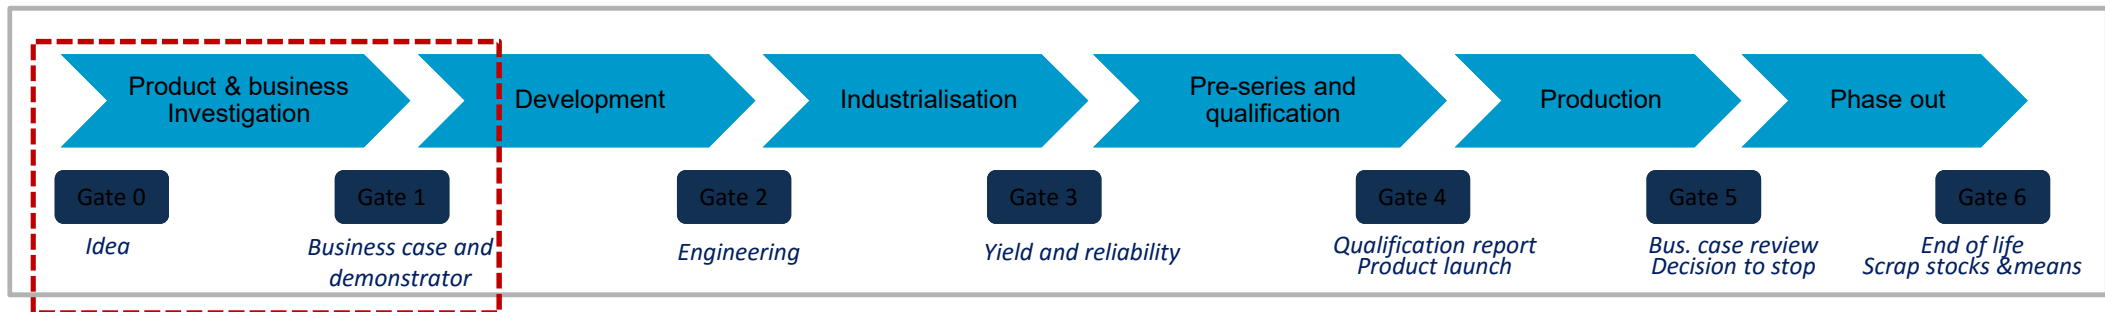 Product & business
Investigation
Development
Industrialisation
Pre-series and
qualification
Production
Phase out
Gate 0
Gate 1
Gate 2
Gate 3
Gate 4
Gate 5
Gate 6
Idea
Business case and
demonstrator
Engineering
Yield and reliability
Qualification report
Product launch
Bus. case review
Decision to stop
End of life
Scrap stocks &means